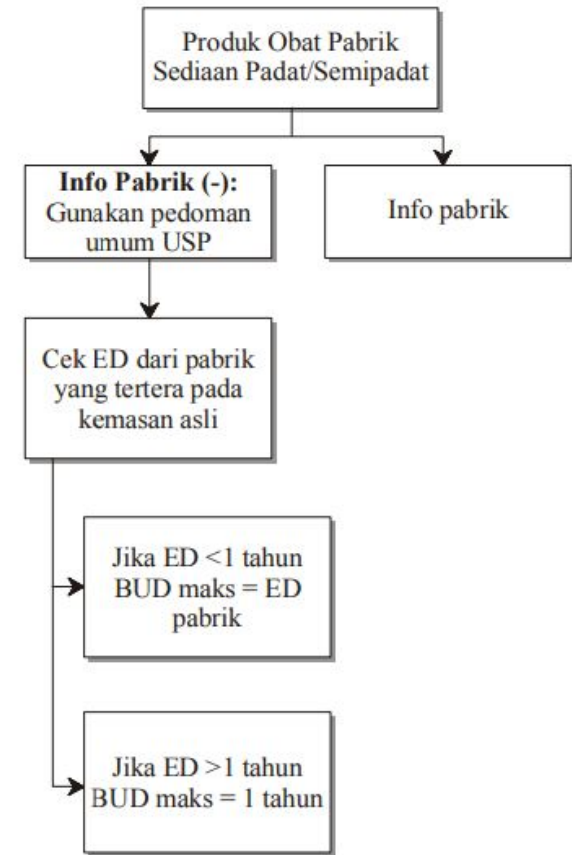 Produk Obat Pabrik
Sediaan Padat/Semipadat
Info Pabrik (-):
Gunakan pedoman
umum USP
Info pabrik
Cek ED dari pabrik
yang tertera pada
kemasan asli
Jika ED <1 tahun
BUD maks = ED
pabrik
Jika ED >1 tahun
BUD maks = 1 tahun